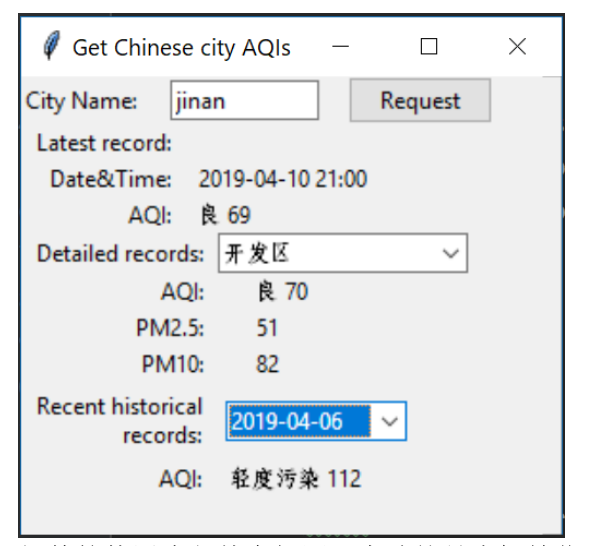 Get Chinese city AQIs
City Name: jinan Request
Latest record:
Date&Time: 2019-04-10 21:00
AQI: 良 69
Detailed records: 开发区
AQI: 良 70
PM2.5: 51
PM10: 82
Recent historical
records: 2019-04-06
AQI: 轻度污染 112